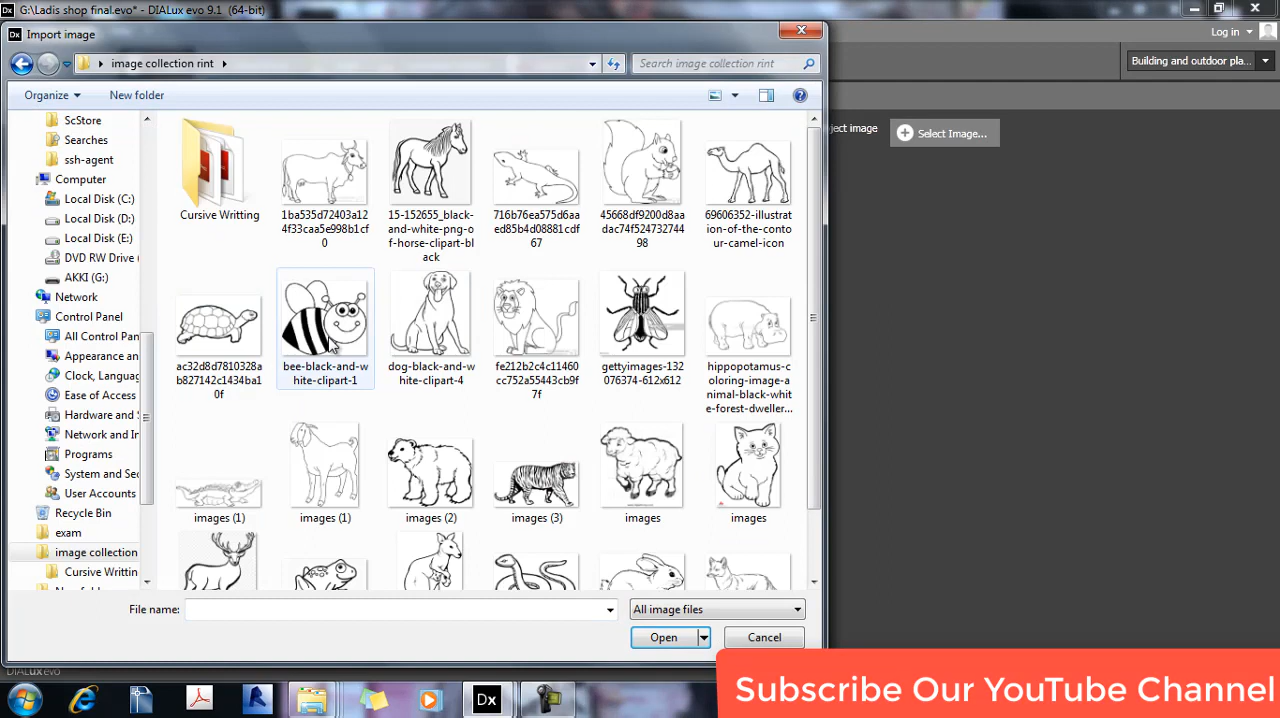 G:\Ladis shop final.evo* - DIALux evo 9.1 (64-bit)
Import image
Log in
image collection rint
Search image collection rint
Building and outdoor pla...
Organize
New folder
ject image
Select Image...
ScStore
Searches
ssh-agent
Computer
Local Disk (C:)
Local Disk (D:)
Local Disk (E:)
DVD RW Drive (
AKKI (G:)
Network
Control Panel
All Control Pan
Appearance an
Clock, Languag
Ease of Access
Hardware and S
Network and In
Programs
System and Sec
User Accounts
Recycle Bin
exam
image collection
Cursive Writtin
Cursive Writting
1ba535d72403a12
4f33caa5e998b1cf
0
15-152655_black-
and-white-png-o
f-horse-clipart-bl
ack
716b76ea575d6aa
ed85b4d08881cdf
67
45668df9200d8aa
dac74f524732744
98
69606352-illustrat
ion-of-the-conto
ur-camel-icon
ac32d8d7810328a
b827142c1434ba1
0f
bee-black-and-w
hite-clipart-1
dog-black-and-w
hite-clipart-4
fe212b2c4c11460
cc752a55443cb9f
7f
gettyimages-132
076374-612x612
hippopotamus-c
oloring-image-a
nimal-black-whit
e-forest-dweller...
images (1)
images (1)
images (2)
images (3)
images
images
File name:
All image files
Open
Cancel
DIALux evo
Dx
Subscribe Our YouTube Channel